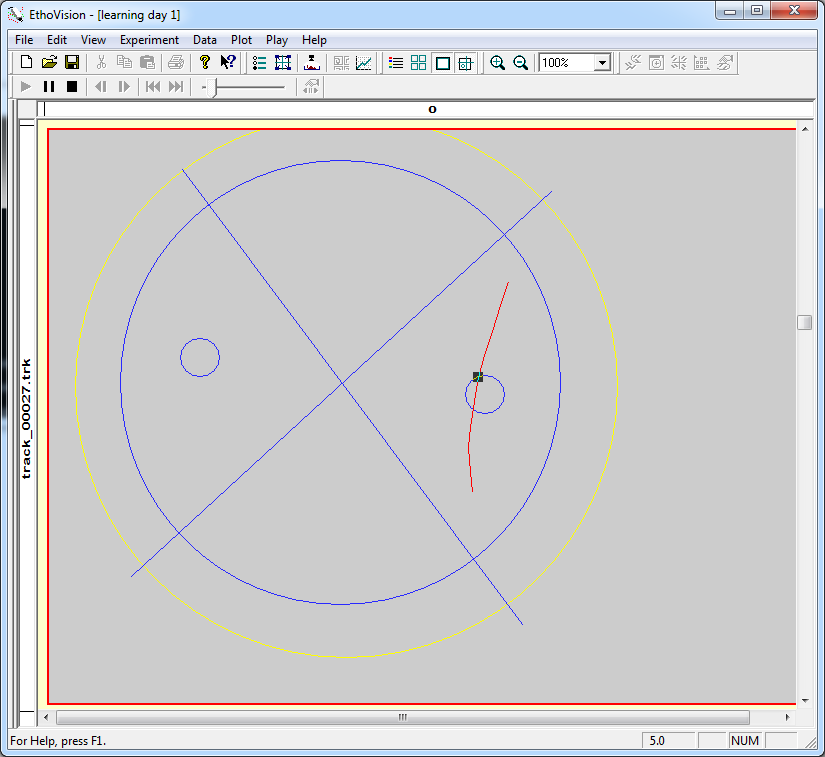 EthoVision - [learning day 1]
File Edit View Experiment Data Plot Play Help
100%
o
track_00027.trk
For Help, press F1.
5.0
NUM